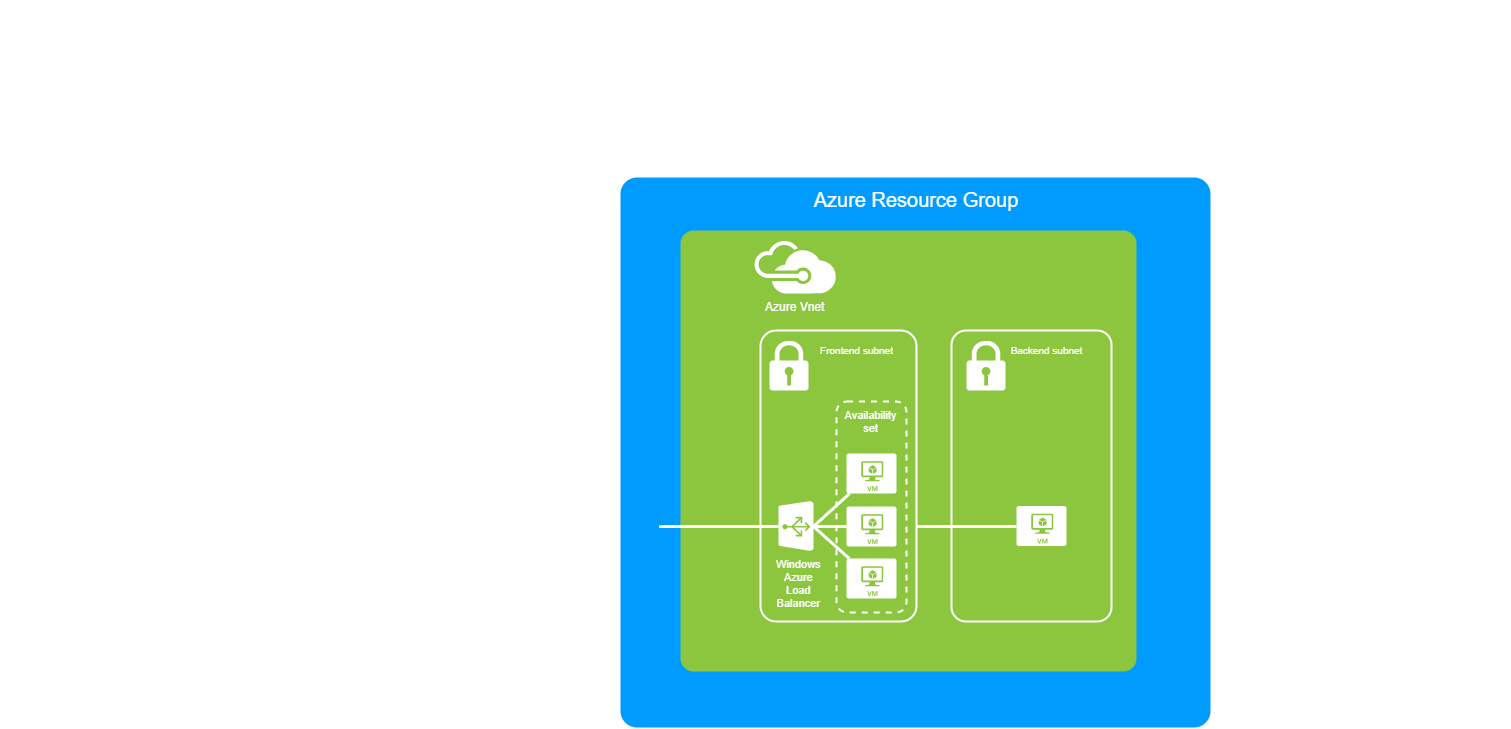 Azure Resource Group
Azure Vnet
Frontend subnet
Backend subnet
Availability
set
VM
VM
VM
VM
Windows
Azure
Load
Balancer